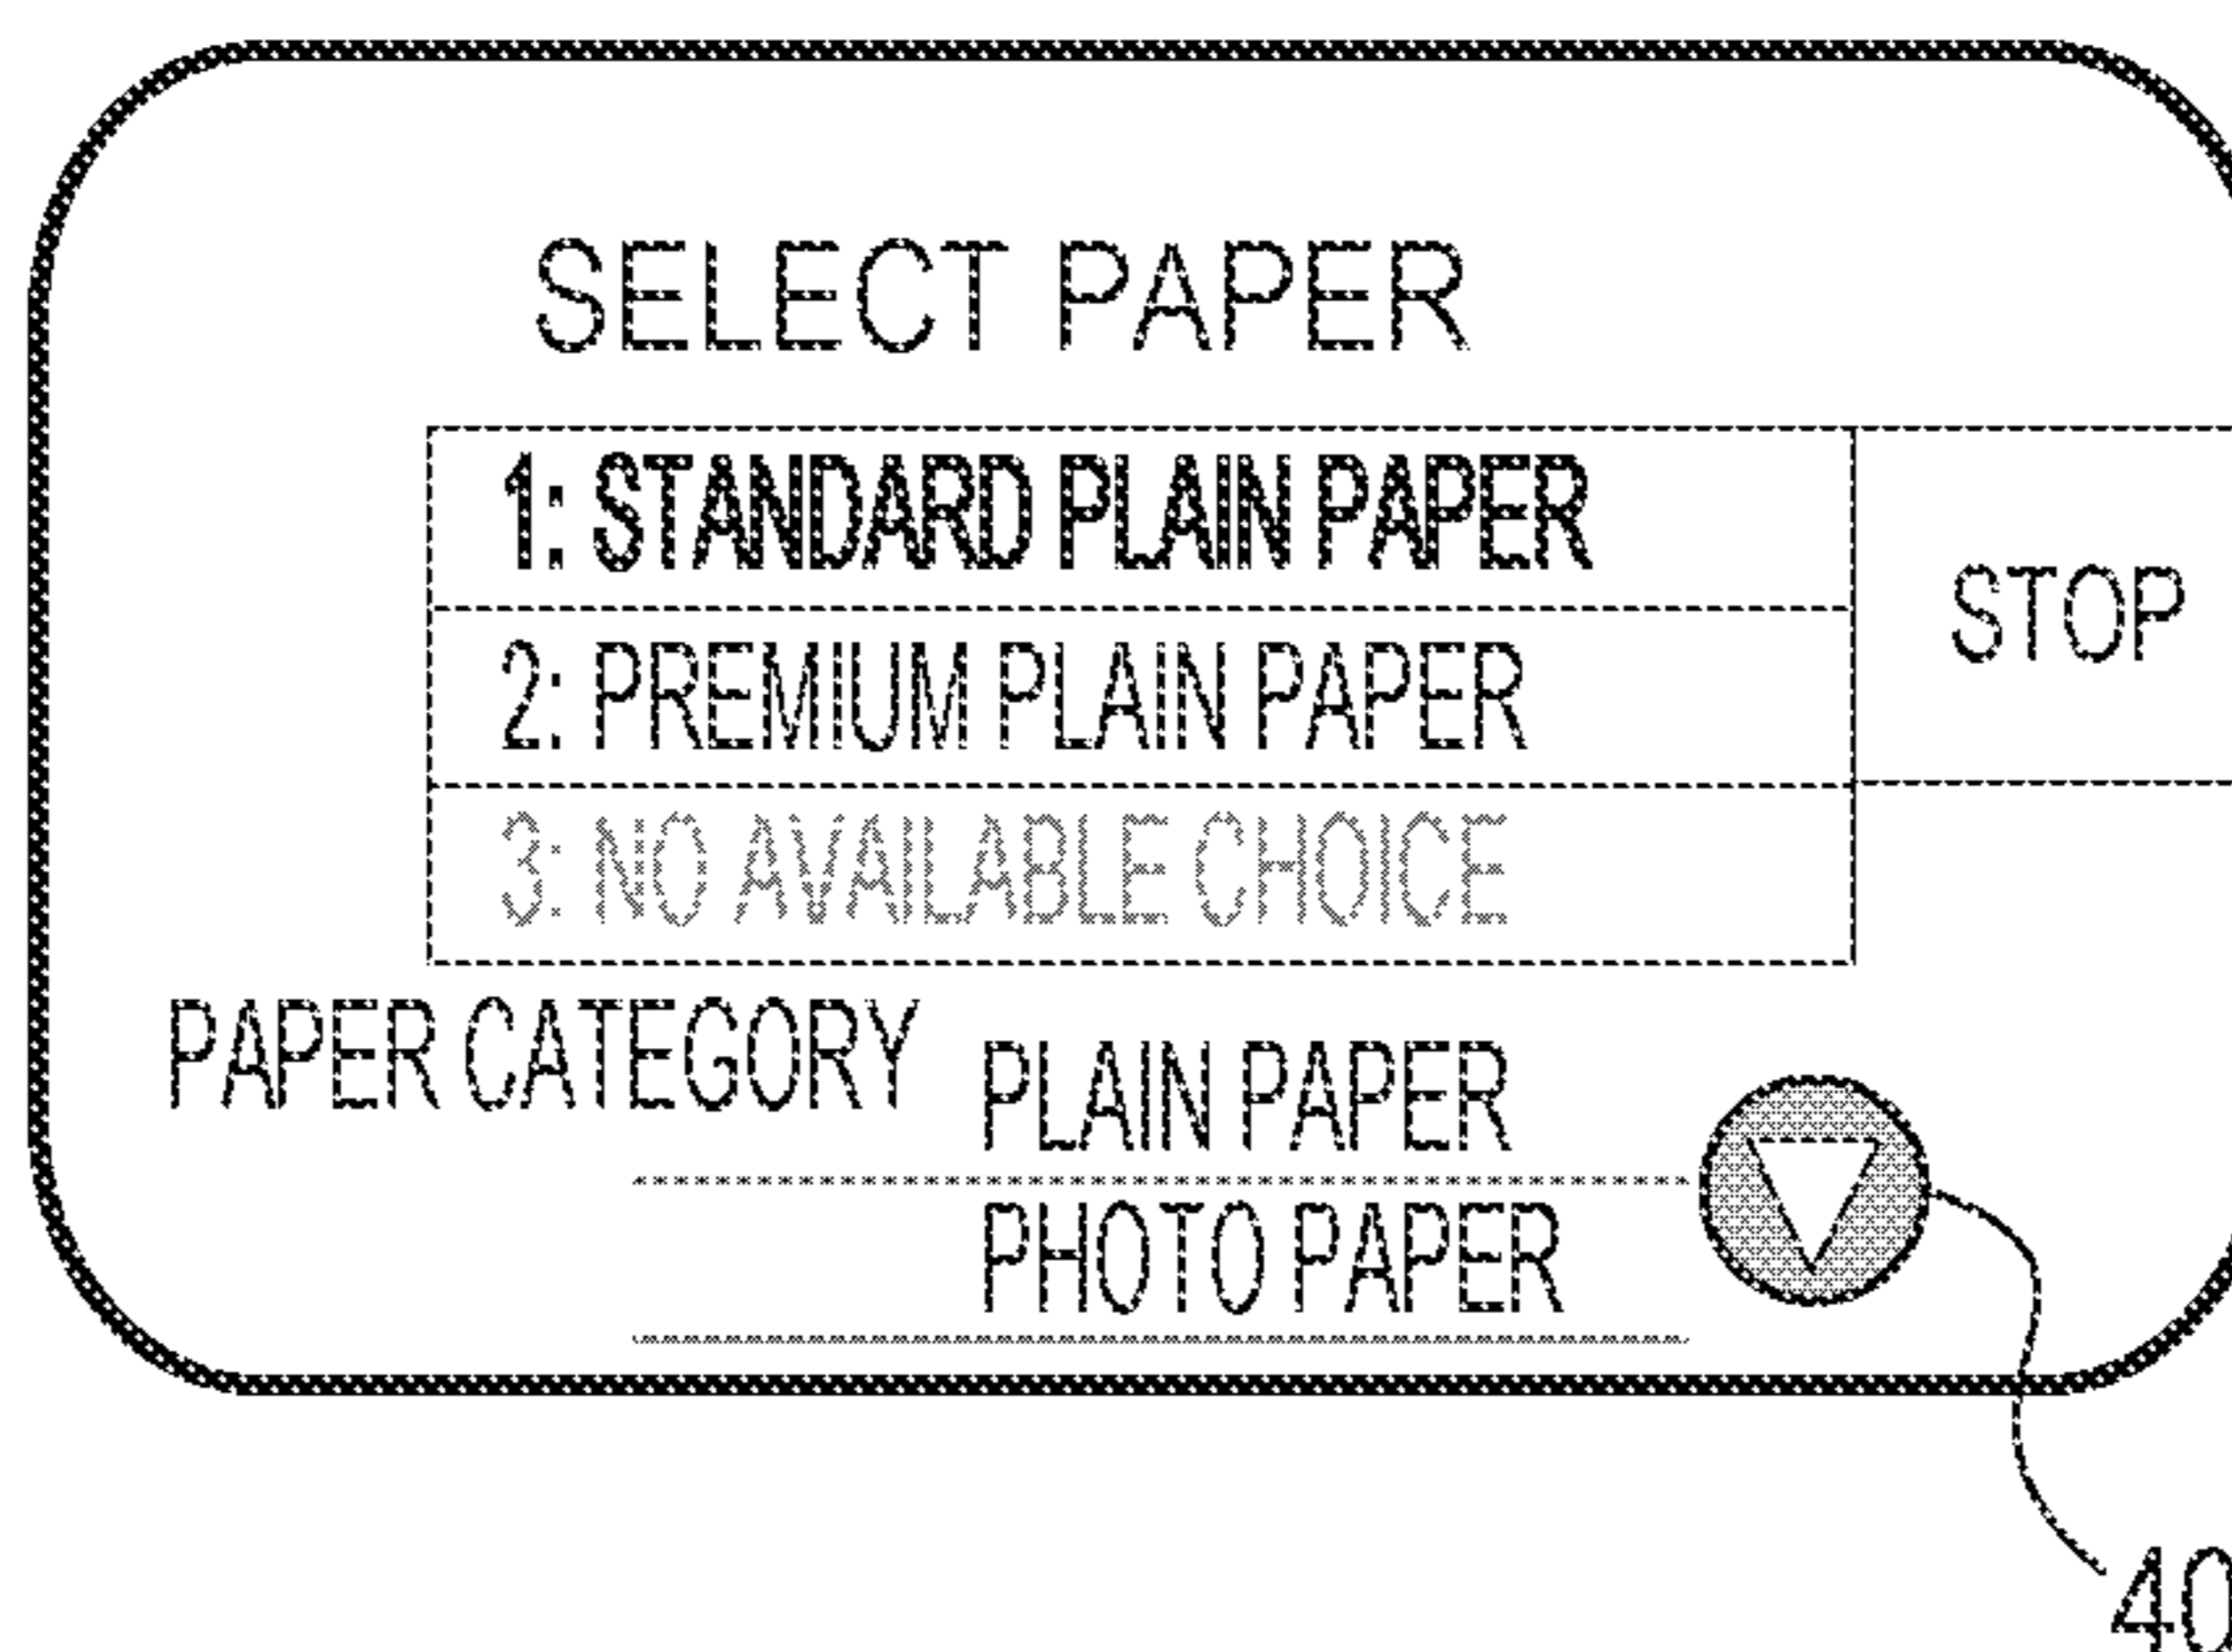 SELECT PAPER
1: STANDARD PLAIN PAPER
STOP
2: PREMIUM PLAIN PAPER
3: NO AVAILABLE CHOICE
PAPER CATEGORY
PLAIN PAPER
PHOTO PAPER